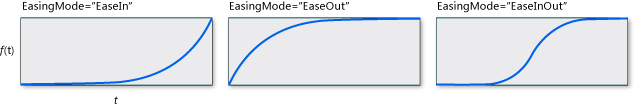 EasingMode="EaseIn"
EasingMode="EaseOut"
EasingMode="EaseInOut"
f(t)
t